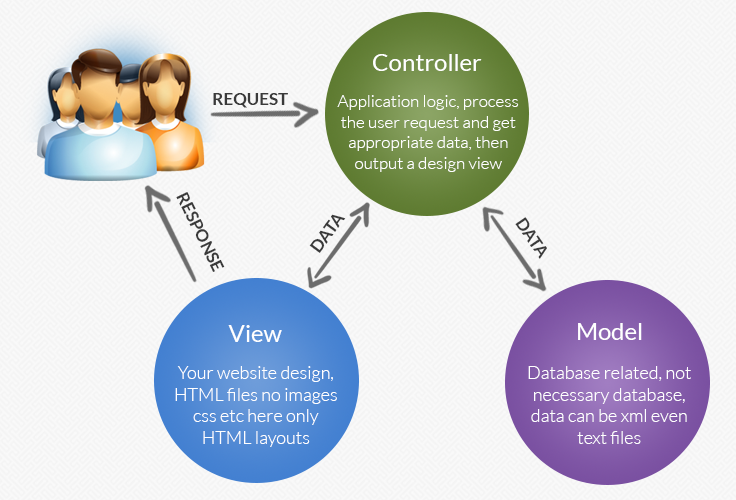 REQUEST
Controller
Application logic, process
the user request and get
appropriate data, then
output a design view
RESPONSE
DATA
DATA
View
Your website design,
HTML files no images
css etc here only
HTML layouts
Model
Database related, not
necessary database,
data can be xml even
text files